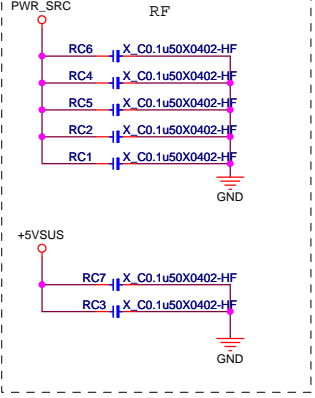 PWR_SRC
RF
RC6 X_C0.1u50X0402-HF
RC4 X_C0.1u50X0402-HF
RC5 X_C0.1u50X0402-HF
RC2 X_C0.1u50X0402-HF
RC1 X_C0.1u50X0402-HF
GND
+5VSUS
RC7 X_C0.1u50X0402-HF
RC3 X_C0.1u50X0402-HF
GND